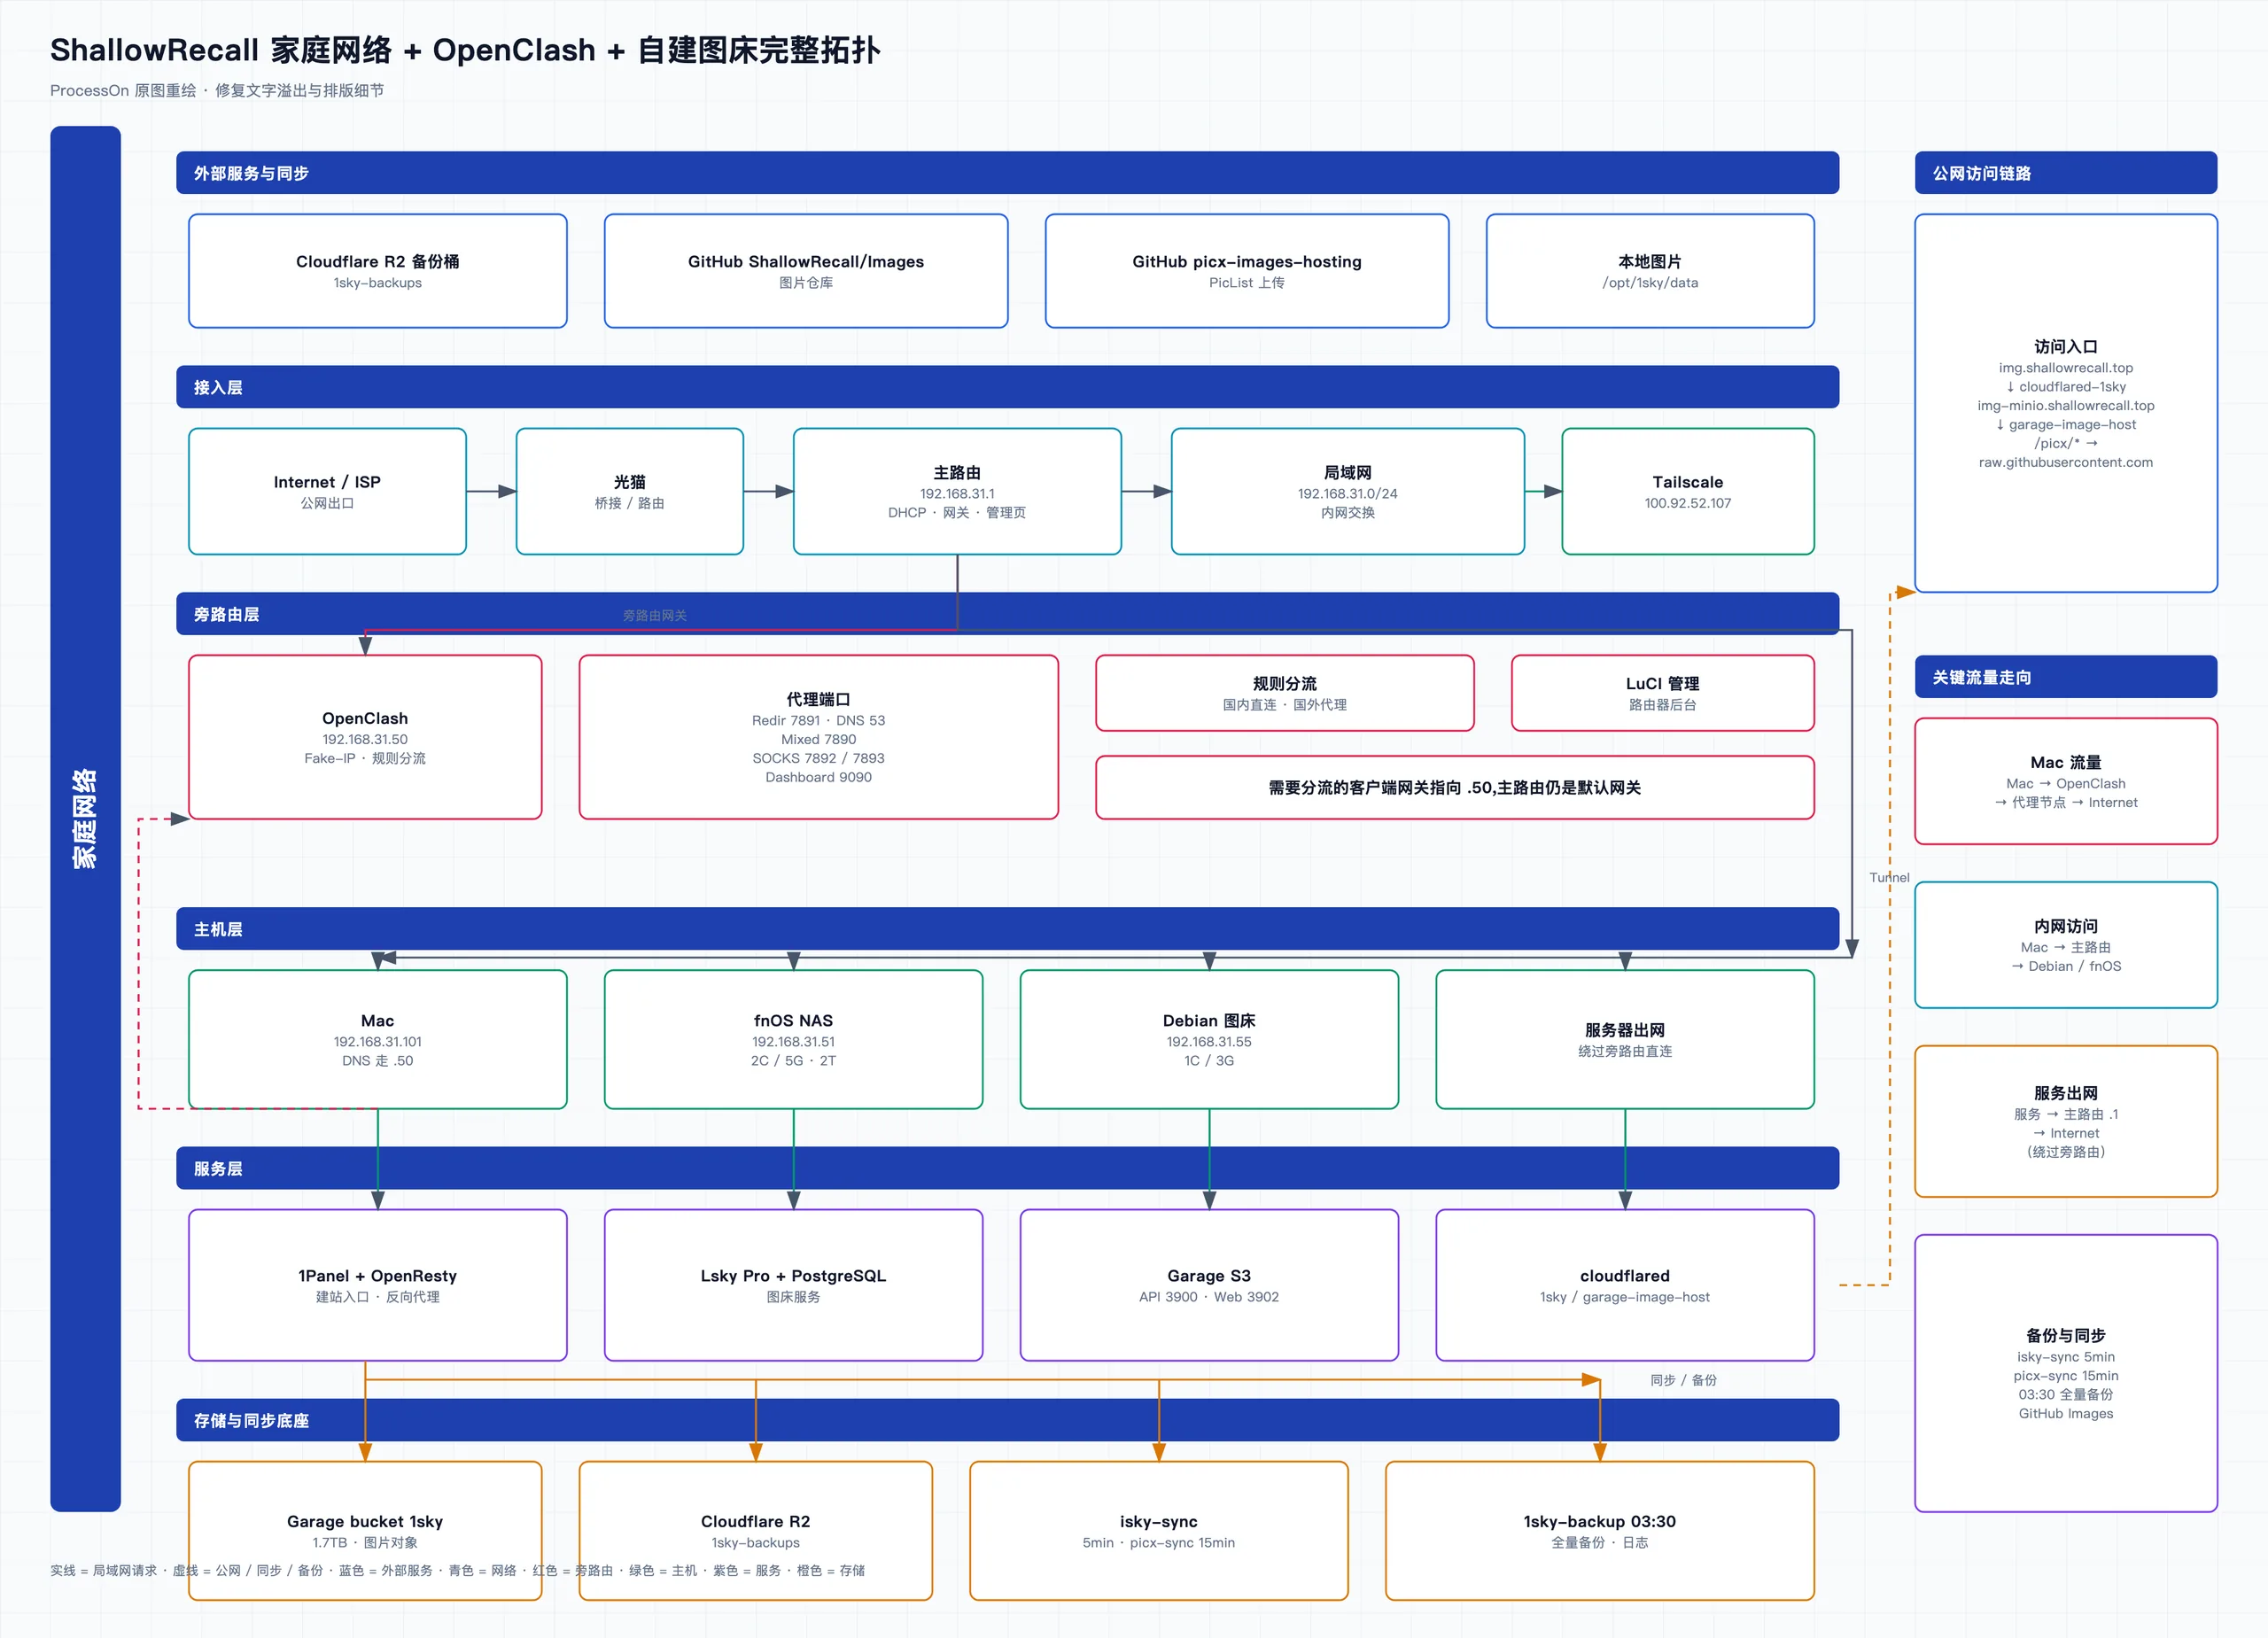 ShallowRecall 家庭网络 + OpenClash + 自建图床完整拓扑
ProcessOn 原图重绘 · 修复文字溢出与排版细节
家庭网络
外部服务与同步
Cloudflare R2 备份桶
1sky-backups
GitHub ShallowRecall/Images
图片仓库
GitHub picx-images-hosting
PicList 上传
本地图片
/opt/1sky/data
接入层
Internet / ISP
公网出口
光猫
桥接 / 路由
主路由
192.168.31.1
DHCP · 网关 · 管理页
局域网
192.168.31.0/24
内网交换
Tailscale
100.92.52.107
旁路由层
旁路由网关
OpenClash
192.168.31.50
Fake-IP · 规则分流
代理端口
Redir 7891 · DNS 53
Mixed 7890
SOCKS 7892 / 7893
Dashboard 9090
规则分流
国内直连 · 国外代理
LuCI 管理
路由器后台
需要分流的客户端网关指向 .50,主路由仍是默认网关
主机层
Mac
192.168.31.101
DNS 走 .50
fnOS NAS
192.168.31.51
2C / 5G · 2T
Debian 图床
192.168.31.55
1C / 3G
服务器出网
绕过旁路由直连
服务层
1Panel + OpenResty
建站入口 · 反向代理
Lsky Pro + PostgreSQL
图床服务
Garage S3
API 3900 · Web 3902
cloudflared
1sky / garage-image-host
同步 / 备份
存储与同步底座
Garage bucket 1sky
1.7TB · 图片对象
Cloudflare R2
1sky-backups
isky-sync
5min · picx-sync 15min
1sky-backup 03:30
全量备份 · 日志
实线 = 局域网请求 · 虚线 = 公网 / 同步 / 备份 · 蓝色 = 外部服务 · 青色 = 网络 · 红色 = 旁路由 · 绿色 = 主机 · 紫色 = 服务 · 橙色 = 存储
公网访问链路
访问入口
img.shallowrecall.top
↓ cloudflared-1sky
img-minio.shallowrecall.top
↓ garage-image-host
/picx/* →
raw.githubusercontent.com
Tunnel
关键流量走向
Mac 流量
Mac → OpenClash
→ 代理节点 → Internet
内网访问
Mac → 主路由
→ Debian / fnOS
服务出网
服务 → 主路由 .1
→ Internet
(绕过旁路由)
备份与同步
isky-sync 5min
picx-sync 15min
03:30 全量备份
GitHub Images